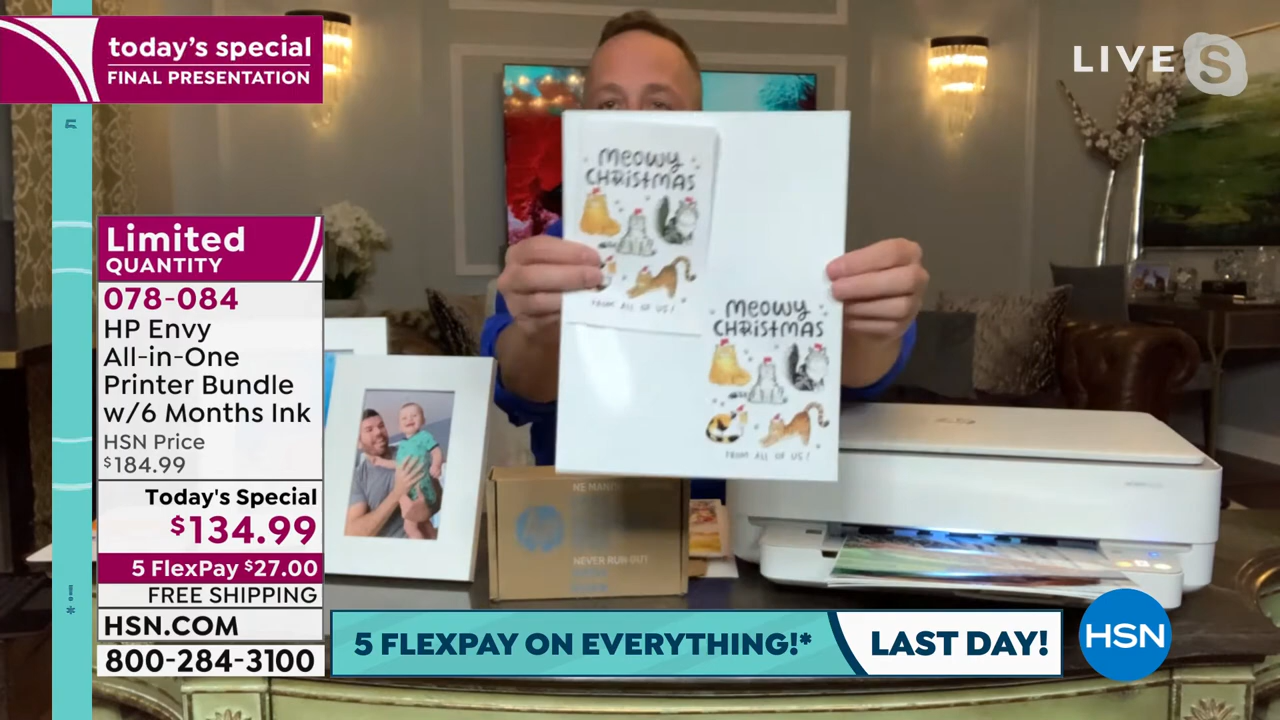 today's special
FINAL PRESENTATION
LIVE S
Limited
QUANTITY
078-084
HP Envy
All-in-One
Printer Bundle
w/6 Months Ink
HSN Price
$184.99
Today's Special
$134.99
5 FlexPay $27.00
FREE SHIPPING
HSN.COM
800-284-3100
MEOWY
CHRISTMAS
FROM ALL OF US!
MEOWY
CHRISTMAS
FROM ALL OF US!
hp
NEVER RUN OUT
5 FLEXPAY ON EVERYTHING!*
LAST DAY!
HSN